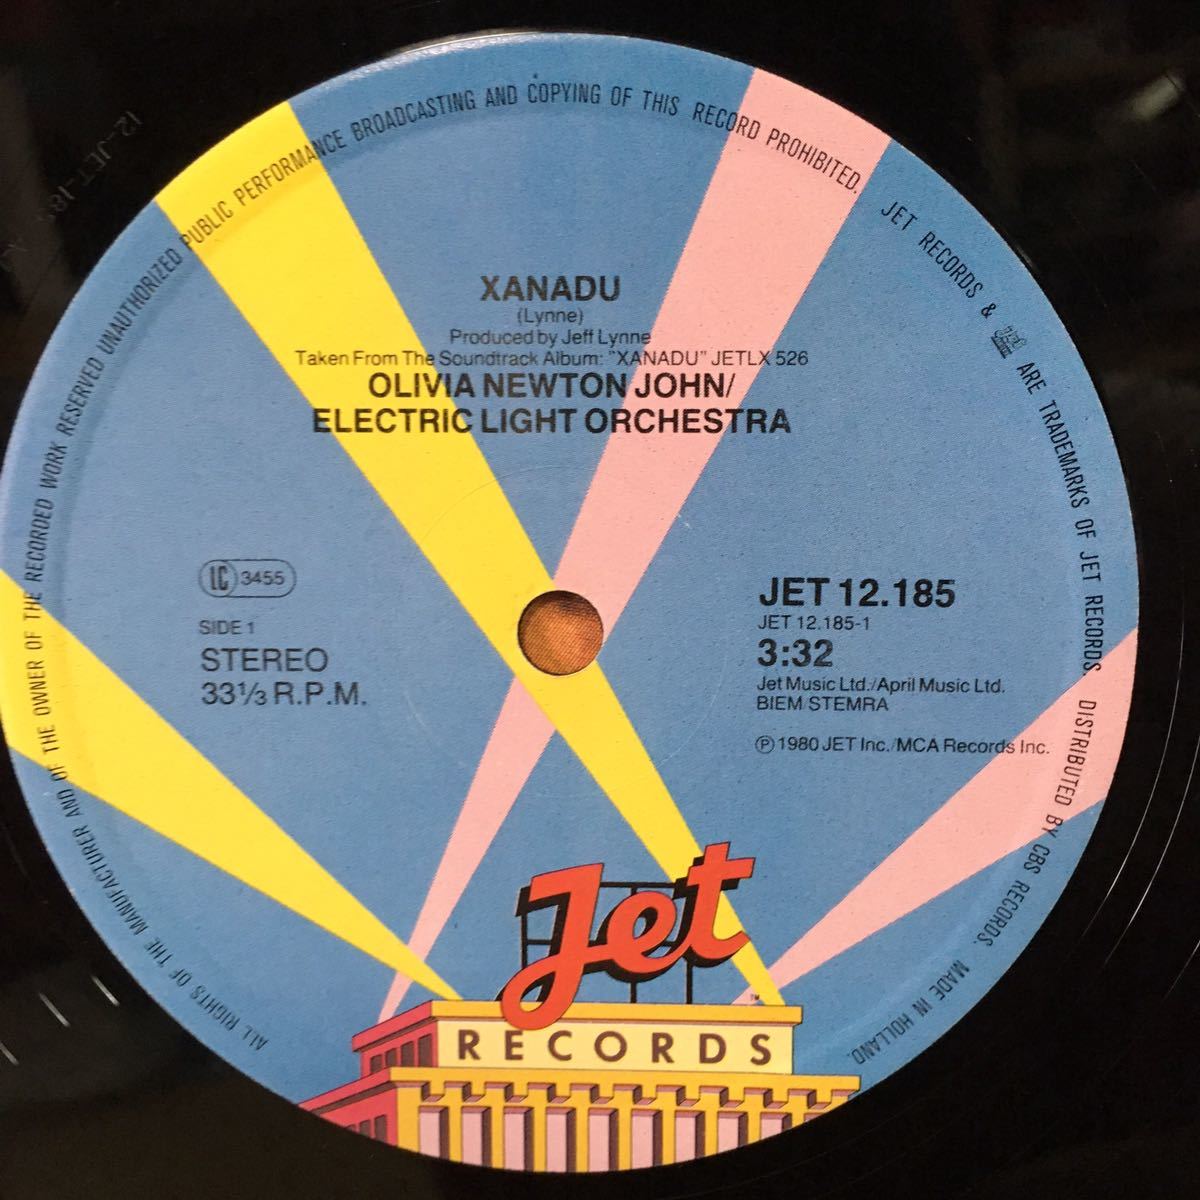 XANADU
(Lynne)
Produced by Jeff Lynne
Taken From The Soundtrack Album: "XANADU" JETLX 526
OLIVIA NEWTON JOHN/
ELECTRIC LIGHT ORCHESTRA
LC 3455
SIDE 1
STEREO
33⅓ R.P.M.
JET 12.185
JET 12.185-1
3:32
Jet Music Ltd./April Music Ltd.
BIEM STEMRA
Ⓟ 1980 JET Inc./MCA Records Inc.
Jet
TM
RECORDS
ALL RIGHTS OF THE MANUFACTURER AND OF THE OWNER OF THE RECORDED WORK RESERVED UNAUTHORIZED PUBLIC PERFORMANCE BROADCASTING AND COPYING OF THIS RECORD PROHIBITED. JET RECORDS & Jet ARE TRADEMARKS OF JET RECORDS. DISTRIBUTED BY CBS RECORDS. MADE IN HOLLAND.